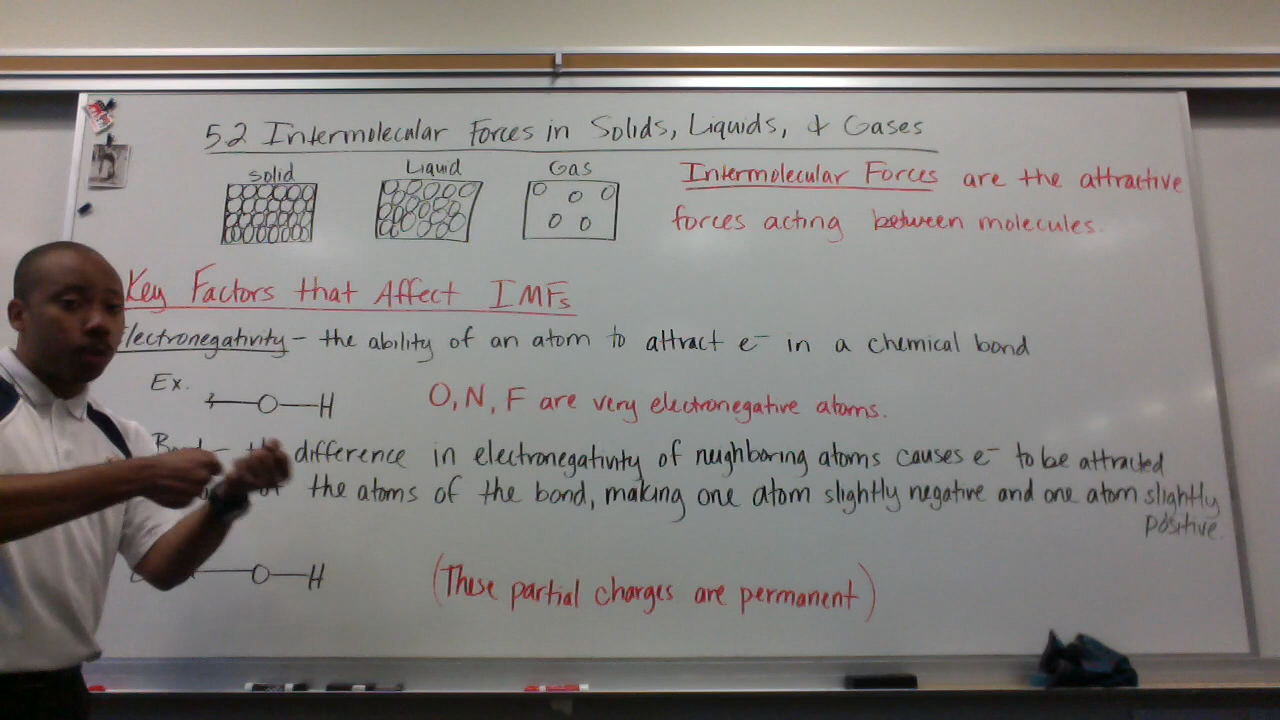 5.2 Intermolecular Forces in Solids, Liquids, & Gases
Solid Liquid Gas
Intermolecular Forces are the attractive
forces acting between molecules.
Key Factors that Affect IMFs
lectronegativity - the ability of an atom to attract e⁻ in a chemical bond
Ex.
O—H
O, N, F are very electronegative atoms.
difference in electronegativity of neighboring atoms causes e⁻ to be attracted
of the atoms of the bond, making one atom slightly negative and one atom slightly
positive.
O—H
(These partial charges are permanent)